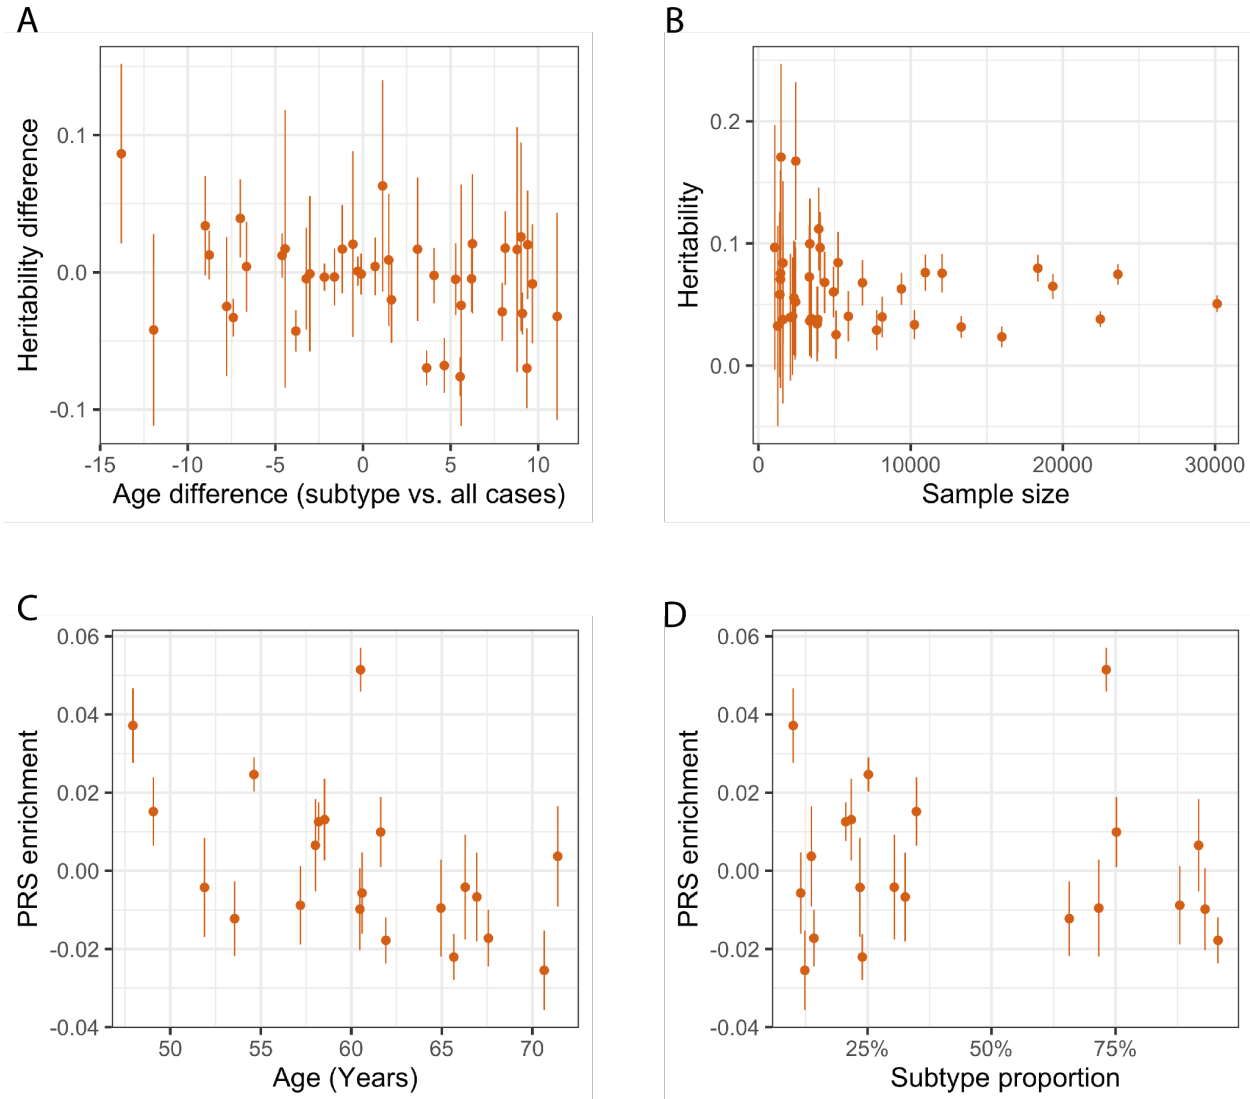 A
Heritability difference
0.1
0.0
-0.1
-15 -10 -5 0 5 10
Age difference (subtype vs. all cases)
B
Heritability
0.2
0.1
0.0
0 10000 20000 30000
Sample size
C
PRS enrichment
0.06
0.04
0.02
0.00
-0.02
-0.04
50 55 60 65 70
Age (Years)
D
PRS enrichment
0.06
0.04
0.02
0.00
-0.02
-0.04
25% 50% 75%
Subtype proportion